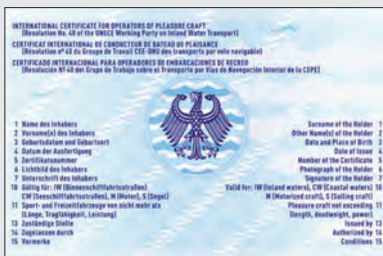 INTERNATIONAL CERTIFICATE FOR OPERATORS OF PLEASURE CRAFT
(Resolution No. 40 of the UNECE Working Party on Inland Water Transport)
CERTIFICAT INTERNATIONAL DE CONDUCTEUR DE BATEAU DE PLAISANCE
(Résolution n° 40 du Groupe de Travail CEE-ONU des transports par voie navigable)
CERTIFICADO INTERNACIONAL PARA OPERADORES DE EMBARCACIONES DE RECREO
(Resolución Nº 40 del Grupo de Trabajo sobre el Transporte por Vías de Navegación Interior de la CEPE)
1 Name des Inhabers
2 Vorname(n) des Inhabers
3 Geburtsdatum und Geburtsort
4 Datum der Ausfertigung
5 Zertifikatsnummer
6 Lichtbild des Inhabers
7 Unterschrift des Inhabers
10 Gültig für: IW (Binnenschifffahrtsstraßen)
CW (Seeschifffahrtsstraßen), M (Motor), S (Segel)
11 Sport- und Freizeitfahrzeuge von nicht mehr als
(Länge, Tragfähigkeit, Leistung)
13 Zuständige Stelle
14 Zugelassen durch
15 Vermerke
Surname of the Holder 1
Other Name(s) of the Holder 2
Date and Place of Birth 3
Date of Issue 4
Number of the Certificate 5
Photograph of the Holder 6
Signature of the Holder 7
Valid for: IW (Inland waters), CW (Coastal waters) 10
M (Motorized craft), S (Sailing craft)
Pleasure craft not exceeding 11
(length, deadweight, power)
Issued by 13
Authorized by 14
Conditions 15